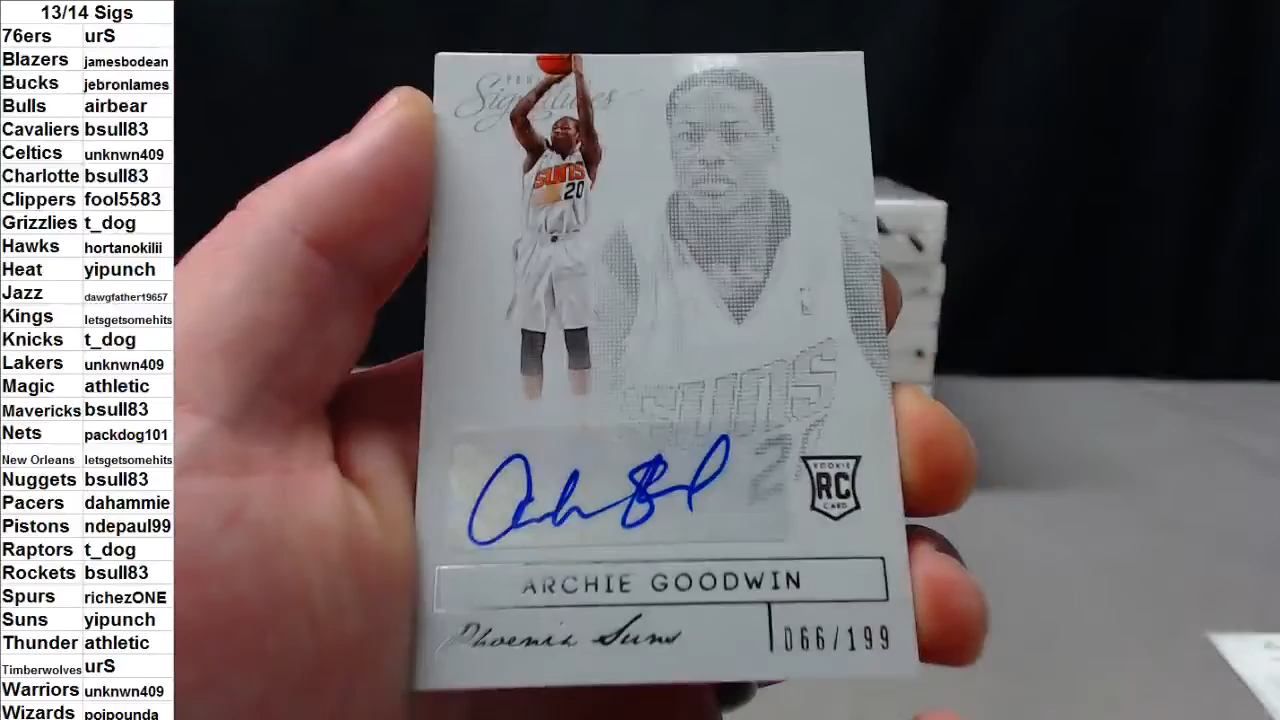 13/14 Sigs
76ers urS
Blazers jamesbodean
Bucks jebronlames
Bulls airbear
Cavaliers bsull83
Celtics unknwn409
Charlotte bsull83
Clippers fool5583
Grizzlies t_dog
Hawks hortanokilii
Heat yipunch
Jazz dawgfather19657
Kings letsgetsomehits
Knicks t_dog
Lakers unknwn409
Magic athletic
Mavericks bsull83
Nets packdog101
New Orleans letsgetsomehits
Nuggets bsull83
Pacers dahammie
Pistons ndepaul99
Raptors t_dog
Rockets bsull83
Spurs richezONE
Suns yipunch
Thunder athletic
Timberwolves urS
Warriors unknwn409
Wizards poipounda
Signatures
SUNS
20
SUNS
2
ROOKIE
RC
CARD
ARCHIE GOODWIN
Phoenix Suns
066/199